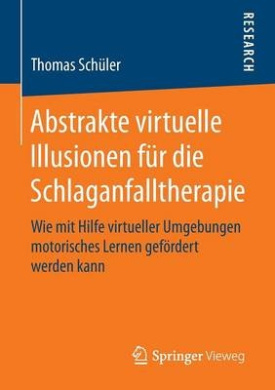 RESEARCH
Thomas Schüler
Abstrakte virtuelle
Illusionen für die
Schlaganfalltherapie
Wie mit Hilfe virtueller Umgebungen
motorisches Lernen gefördert
werden kann
Springer Vieweg